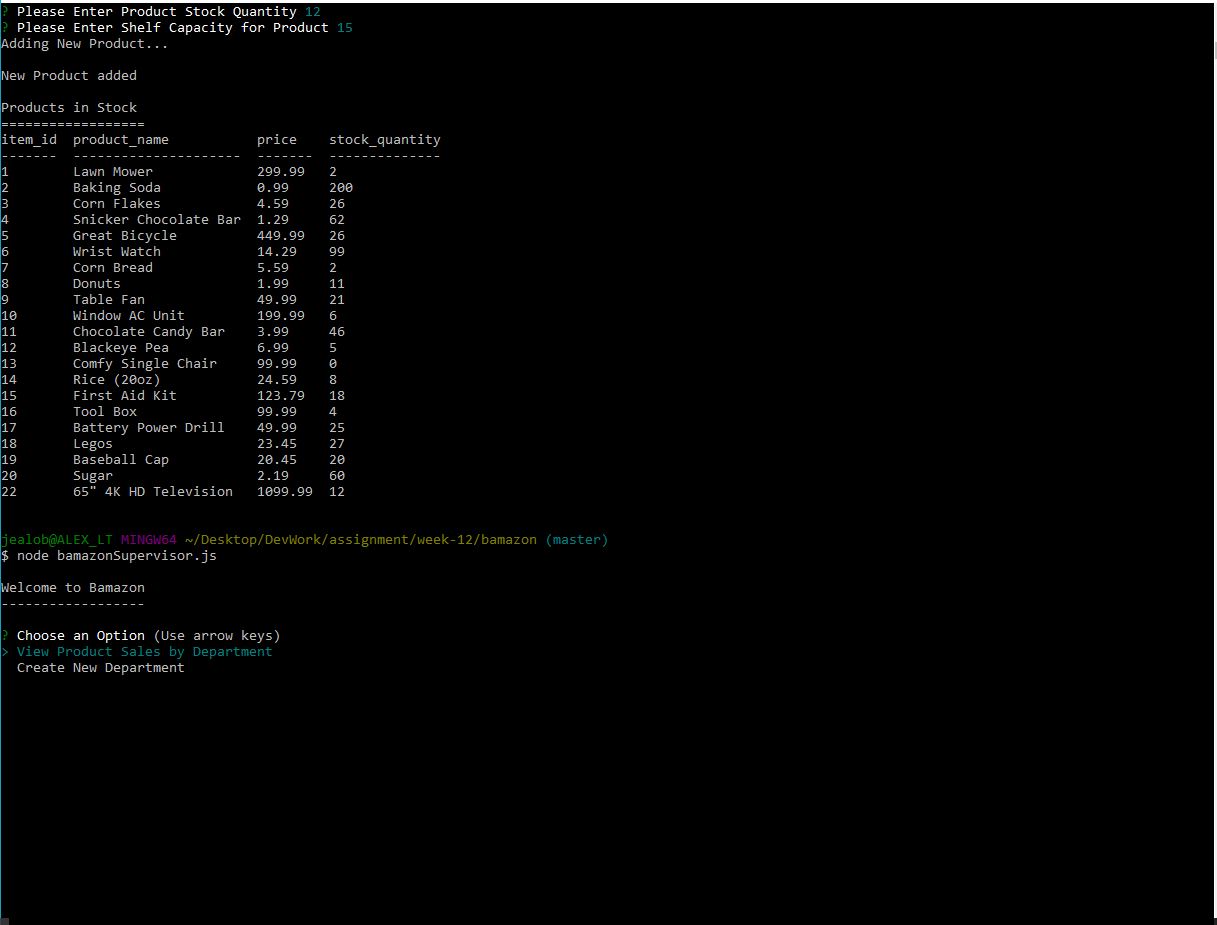 ? Please Enter Product Stock Quantity 12
? Please Enter Shelf Capacity for Product 15
Adding New Product...
New Product added
Products in Stock
==================
item_id  product_name           price    stock_quantity
-------  ---------------------  -------  --------------
1        Lawn Mower             299.99   2
2        Baking Soda            0.99     200
3        Corn Flakes            4.59     26
4        Snicker Chocolate Bar  1.29     62
5        Great Bicycle          449.99   26
6        Wrist Watch            14.29    99
7        Corn Bread             5.59     2
8        Donuts                 1.99     11
9        Table Fan              49.99    21
10       Window AC Unit         199.99   6
11       Chocolate Candy Bar    3.99     46
12       Blackeye Pea           6.99     5
13       Comfy Single Chair     99.99    0
14       Rice (20oz)            24.59    8
15       First Aid Kit          123.79   18
16       Tool Box               99.99    4
17       Battery Power Drill    49.99    25
18       Legos                  23.45    27
19       Baseball Cap           20.45    20
20       Sugar                  2.19     60
22       65" 4K HD Television   1099.99  12
jealob@ALEX_LT MINGW64 ~/Desktop/DevWork/assignment/week-12/bamazon (master)
$ node bamazonSupervisor.js
Welcome to Bamazon
------------------
? Choose an Option (Use arrow keys)
> View Product Sales by Department
  Create New Department